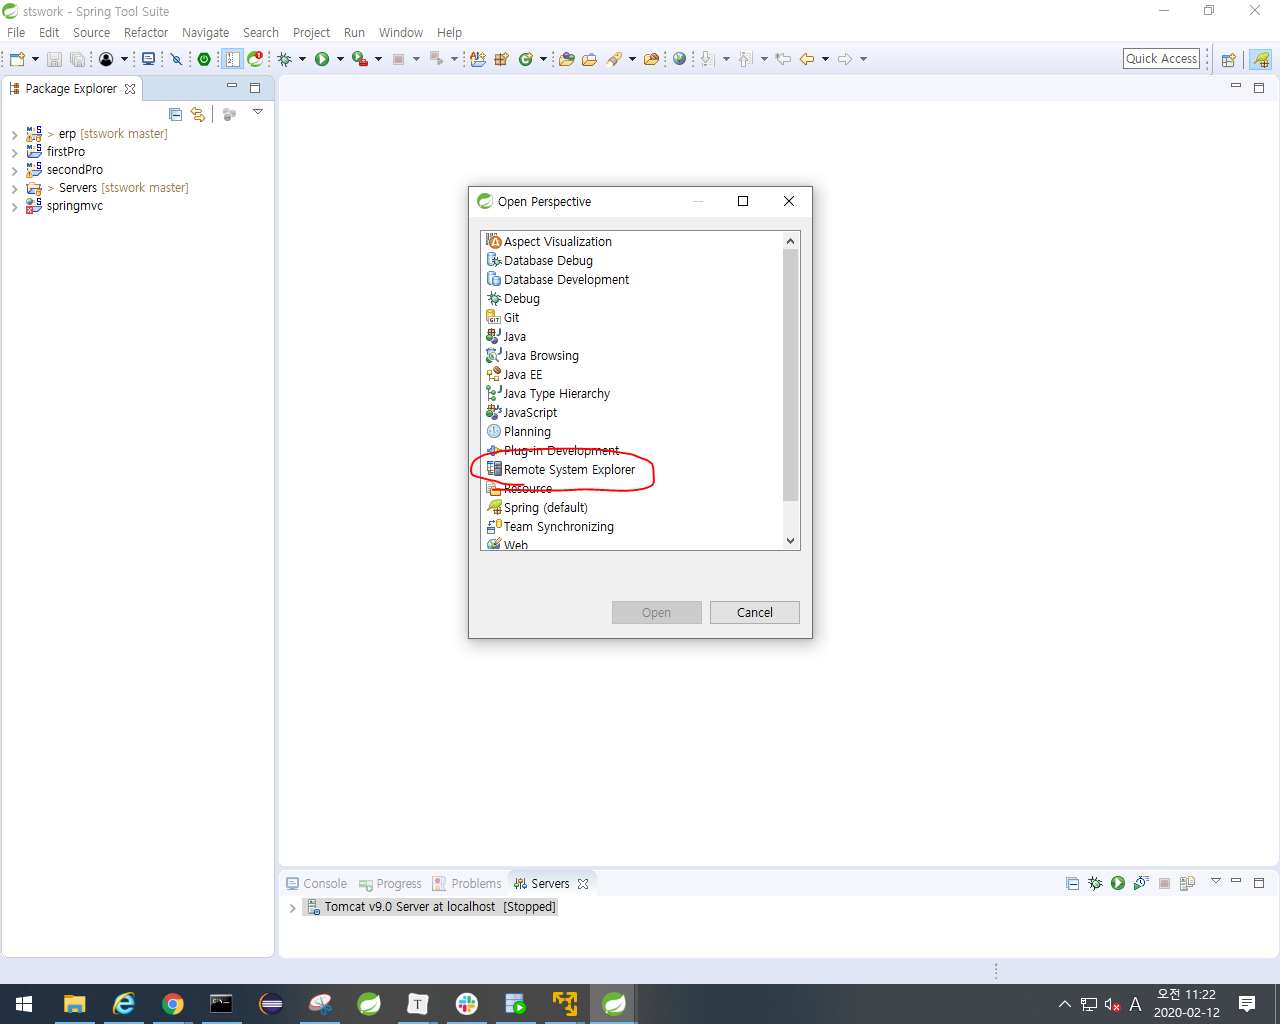 stswork - Spring Tool Suite
File Edit Source Refactor Navigate Search Project Run Window Help
Quick Access
Package Explorer
> erp [stswork master]
firstPro
secondPro
> Servers [stswork master]
springmvc
Open Perspective
Aspect Visualization
Database Debug
Database Development
Debug
Git
Java
Java Browsing
Java EE
Java Type Hierarchy
JavaScript
Planning
Plug-in Development
Remote System Explorer
Resource
Spring (default)
Team Synchronizing
Web
Open Cancel
Console Progress Problems Servers
Tomcat v9.0 Server at localhost [Stopped]
A
오전 11:22
2020-02-12